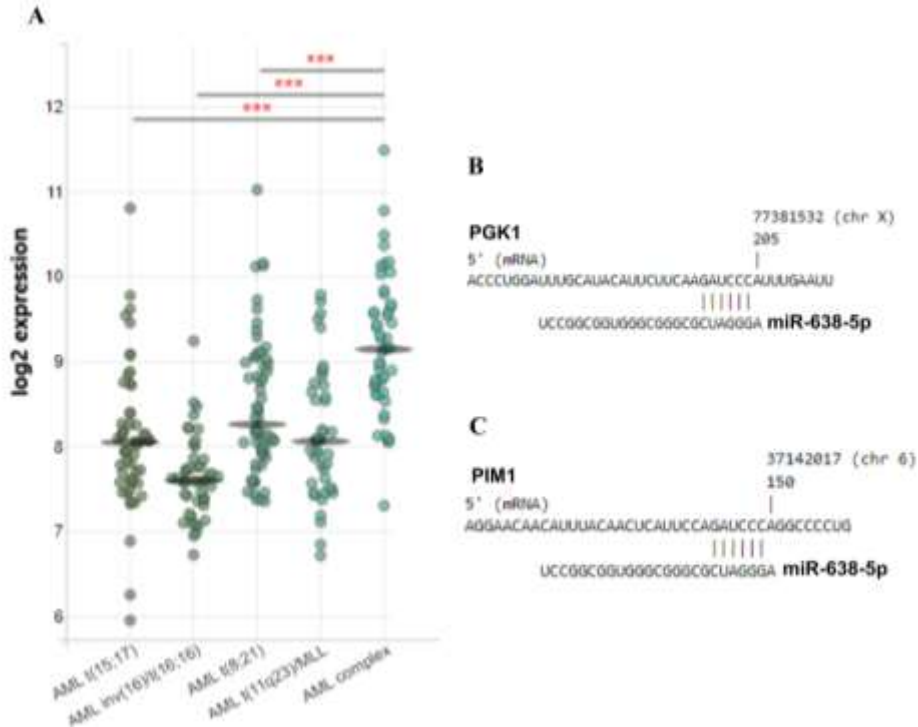 A
***
***
***
12
11
10
9
8
7
6
log2 expression
AML t(15;17)
AML inv(16)/t(16;16)
AML t(8;21)
AML t(11q23)/MLL
AML complex
B
77381532 (chr X)
PGK1
205
5' (mRNA)
ACCCUGGAUUUGCAUACAUUCUUCAAGAUCCCAUUUGAAUU
UCCGGCGGUGGGCGGGCGCUAGGGA miR-638-5p
C
37142017 (chr 6)
PIM1
150
5' (mRNA)
AGGAACAACAUUUACAACUCAUUCCAGAUCCCAGGCCCCUG
UCCGGCGGUGGGCGGGCGCUAGGGA miR-638-5p